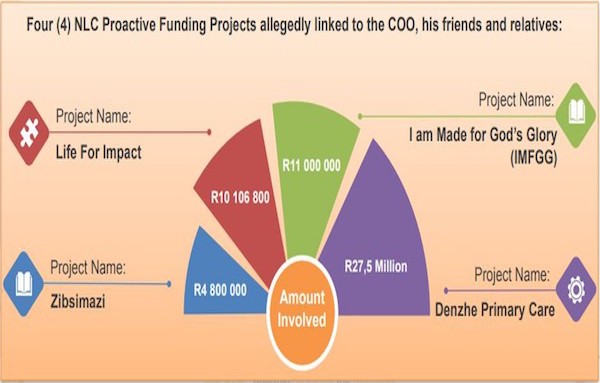 Four (4) NLC Proactive Funding Projects allegedly linked to the COO, his friends and relatives:
Project Name:
Life For Impact
Project Name:
I am Made for God's Glory
(IMFGG)
R11 000 000
R10 106 800
R4 800 000
R27,5 Million
Project Name:
Zibsimazi
Amount
Involved
Project Name:
Denzhe Primary Care